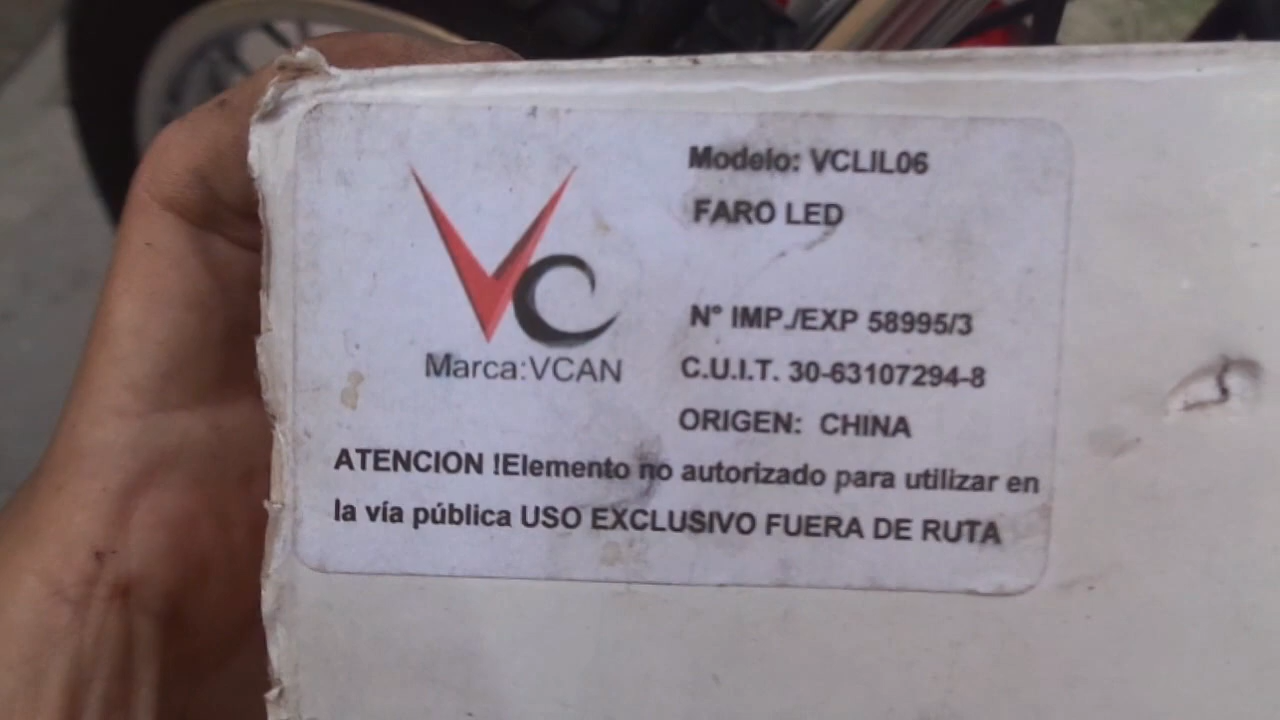 VC
Marca:VCAN
Modelo: VCLIL06
FARO LED
N° IMP./EXP 58995/3
C.U.I.T. 30-63107294-8
ORIGEN: CHINA
ATENCION !Elemento no autorizado para utilizar en
la vía pública USO EXCLUSIVO FUERA DE RUTA